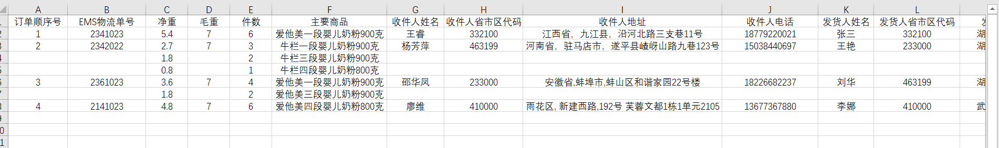 A B C D E F G H I J K L
订单顺序号 EMS物流单号 净重 毛重 件数 主要商品 收件人姓名 收件人省市区代码 收件人地址 收件人电话 发货人姓名 发货人省市区代码
1 2341023 5.4 7 6 爱他美一段婴儿奶粉900克 王睿 332100 江西省，九江县，沿河北路三支巷11号 18779220021 张三 332100 湖
2 2342022 2.7 7 3 牛栏一段婴儿奶粉900克 杨芳萍 463199 河南省，驻马店市，遂平县嵖岈山路九巷123号 15038440697 王艳 233000 湖
1.8 2 牛栏三段婴儿奶粉900克
0.8 1 牛栏四段婴儿奶粉800克
3 2361023 3.6 7 4 爱他美一段婴儿奶粉900克 邵华凤 233000 安徽省,蚌埠市,蚌山区和谐家园22号楼 18226682237 刘华 463199 湖
1.8 2 爱他美三段婴儿奶粉900克
4 2141023 4.8 7 6 爱他美四段婴儿奶粉800克 廖维 410000 雨花区, 新建西路,192号 芙蓉文都1栋1单元2105 13677367880 李娜 410000 武